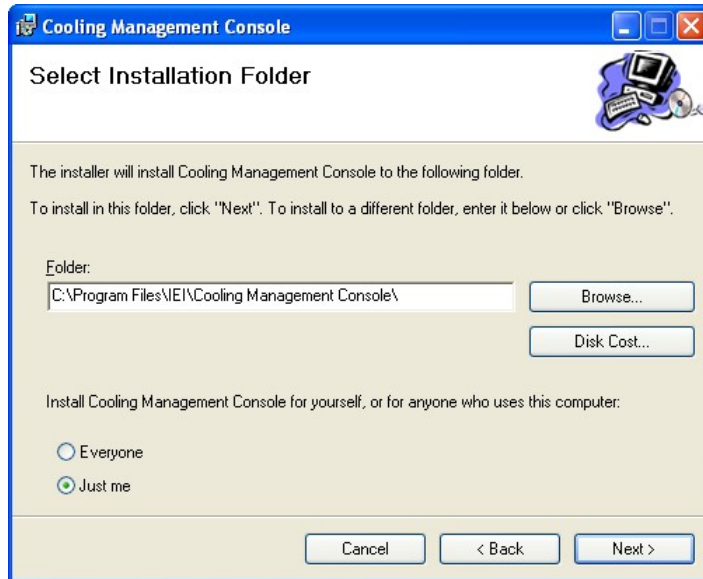 Cooling Management Console
Select Installation Folder
The installer will install Cooling Management Console to the following folder.
To install in this folder, click "Next". To install to a different folder, enter it below or click "Browse".
Folder:
C:\Program Files\IEI\Cooling Management Console\
Browse...
Disk Cost...
Install Cooling Management Console for yourself, or for anyone who uses this computer:
Everyone
Just me
Cancel
< Back
Next >